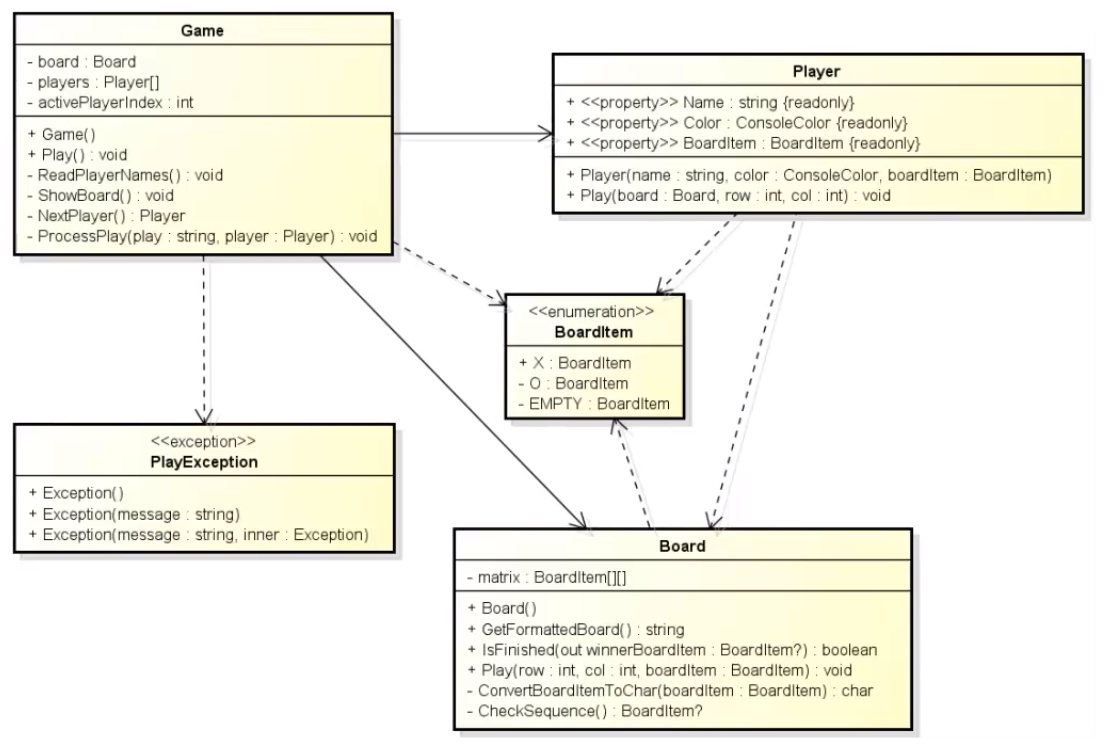 Game
- board : Board
- players : Player[]
- activePlayerIndex : int
+ Game()
+ Play() : void
- ReadPlayerNames() : void
- ShowBoard() : void
- NextPlayer() : Player
- ProcessPlay(play : string, player : Player) : void
Player
+ <<property>> Name : string {readonly}
+ <<property>> Color : ConsoleColor {readonly}
+ <<property>> BoardItem : BoardItem {readonly}
+ Player(name : string, color : ConsoleColor, boardItem : BoardItem)
+ Play(board : Board, row : int, col : int) : void
<<enumeration>>
BoardItem
+ X : BoardItem
- O : BoardItem
- EMPTY : BoardItem
<<exception>>
PlayException
+ Exception()
+ Exception(message : string)
+ Exception(message : string, inner : Exception)
Board
- matrix : BoardItem[][]
+ Board()
+ GetFormattedBoard() : string
+ IsFinished(out winnerBoardItem : BoardItem?) : boolean
+ Play(row : int, col : int, boardItem : BoardItem) : void
- ConvertBoardItemToChar(boardItem : BoardItem) : char
- CheckSequence() : BoardItem?